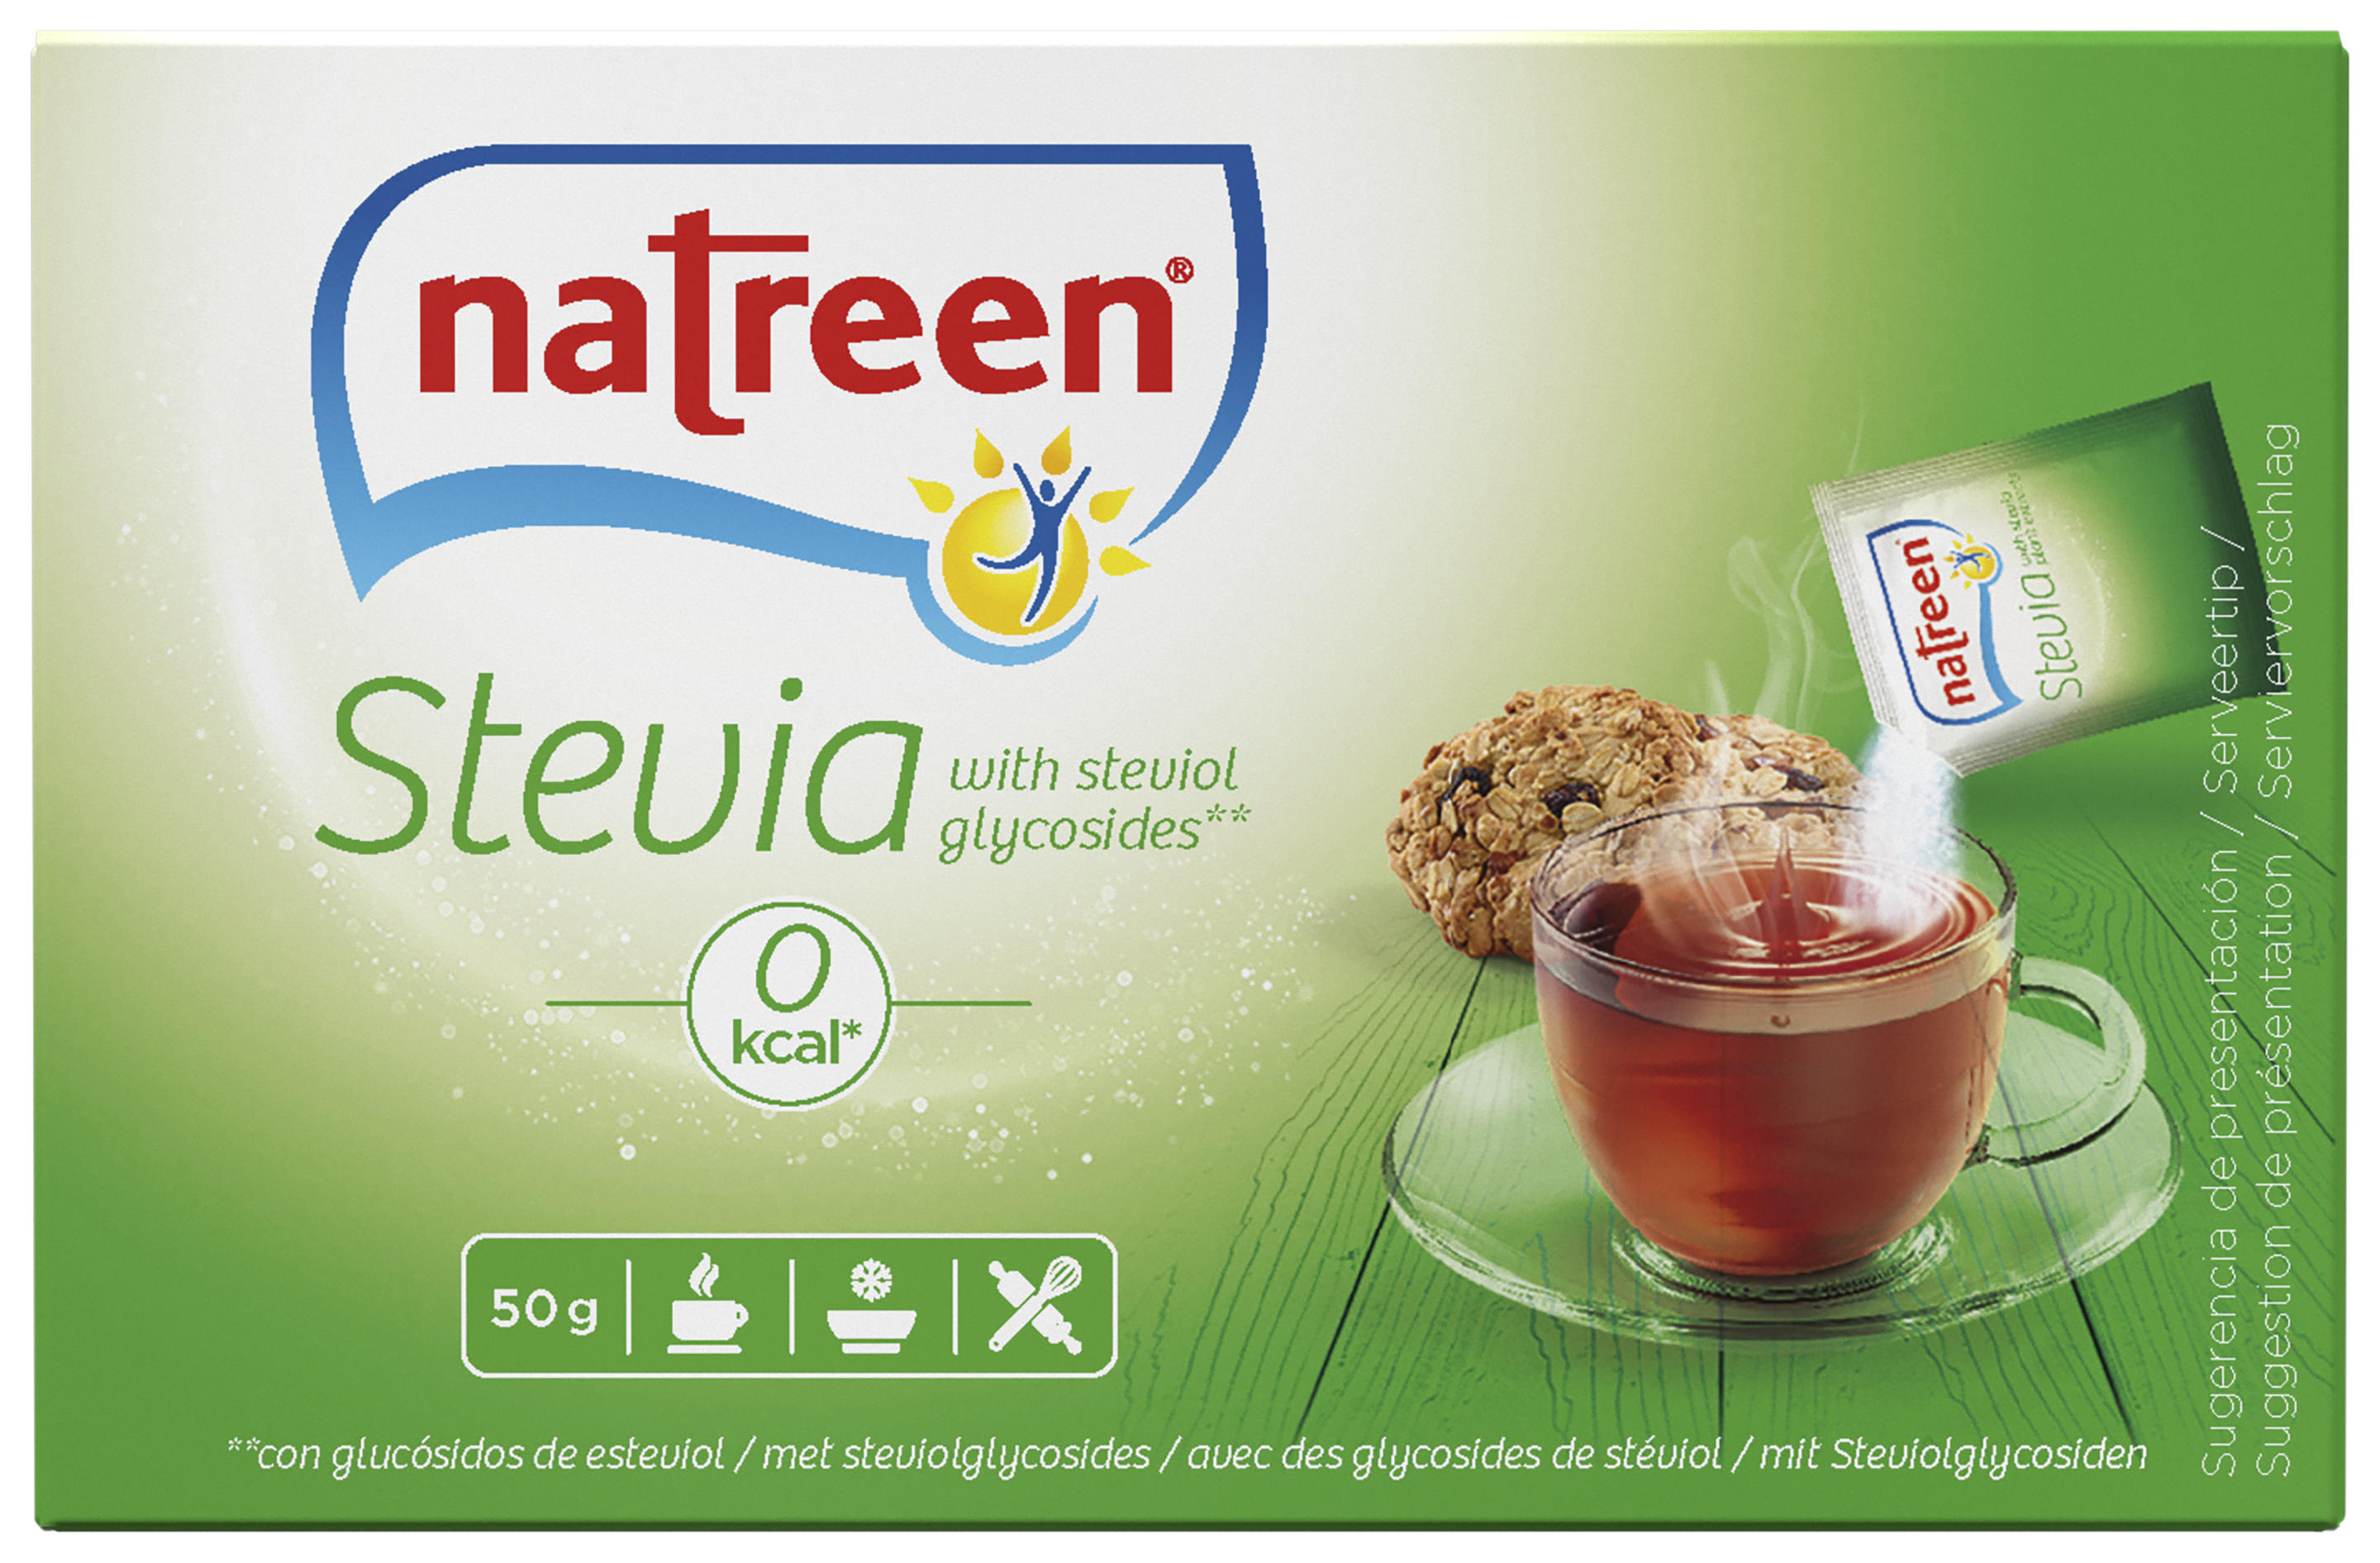 natreen®
Stevia
with steviol
glycosides**
0
kcal*
50 g
**con glucósidos de esteviol / met steviolglycosides / avec des glycosides de stéviol / mit Steviolglycosiden
natreen
Stevia
Sugerencia de presentación / Serveertip /
Suggestion de présentation / Serviervorschlag